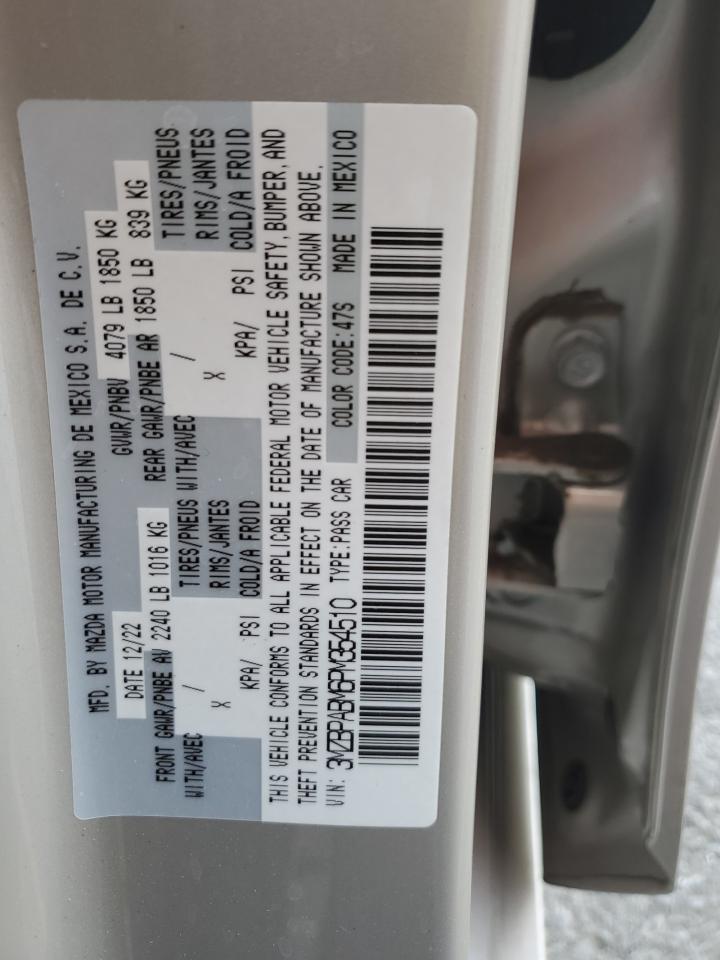 MFD. BY MAZDA MOTOR MANUFACTURING DE MEXICO S.A. DE C.V.
DATE 12/22 GVWR/PNBV 4079 LB 1850 KG
FRONT GAWR/PNBE AV 2240 LB 1016 KG REAR GAWR/PNBE AR 1850 LB 839 KG
WITH/AVEC / TIRES/PNEUS WITH/AVEC / TIRES/PNEUS
X RIMS/JANTES X RIMS/JANTES
KPA/ PSI COLD/A FROID KPA/ PSI COLD/A FROID
THIS VEHICLE CONFORMS TO ALL APPLICABLE FEDERAL MOTOR VEHICLE SAFETY, BUMPER, AND
THEFT PREVENTION STANDARDS IN EFFECT ON THE DATE OF MANUFACTURE SHOWN ABOVE.
VIN: 3MZBPABM6PM354510 TYPE:PASS CAR COLOR CODE:47S MADE IN MEXICO